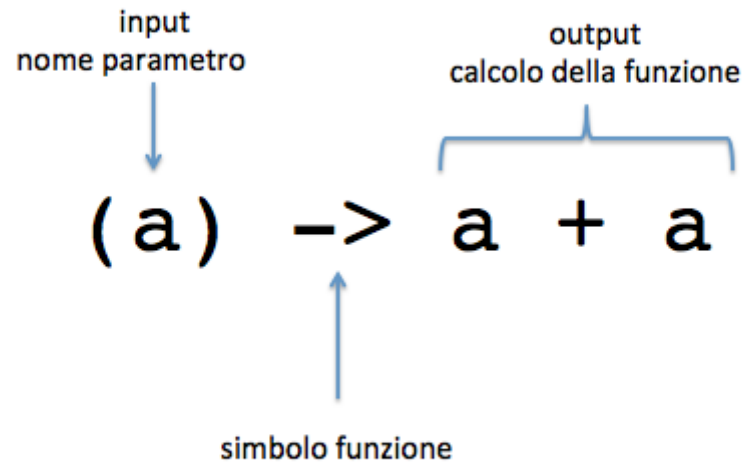 input
nome parametro
output
calcolo della funzione
(a) -> a + a
simbolo funzione